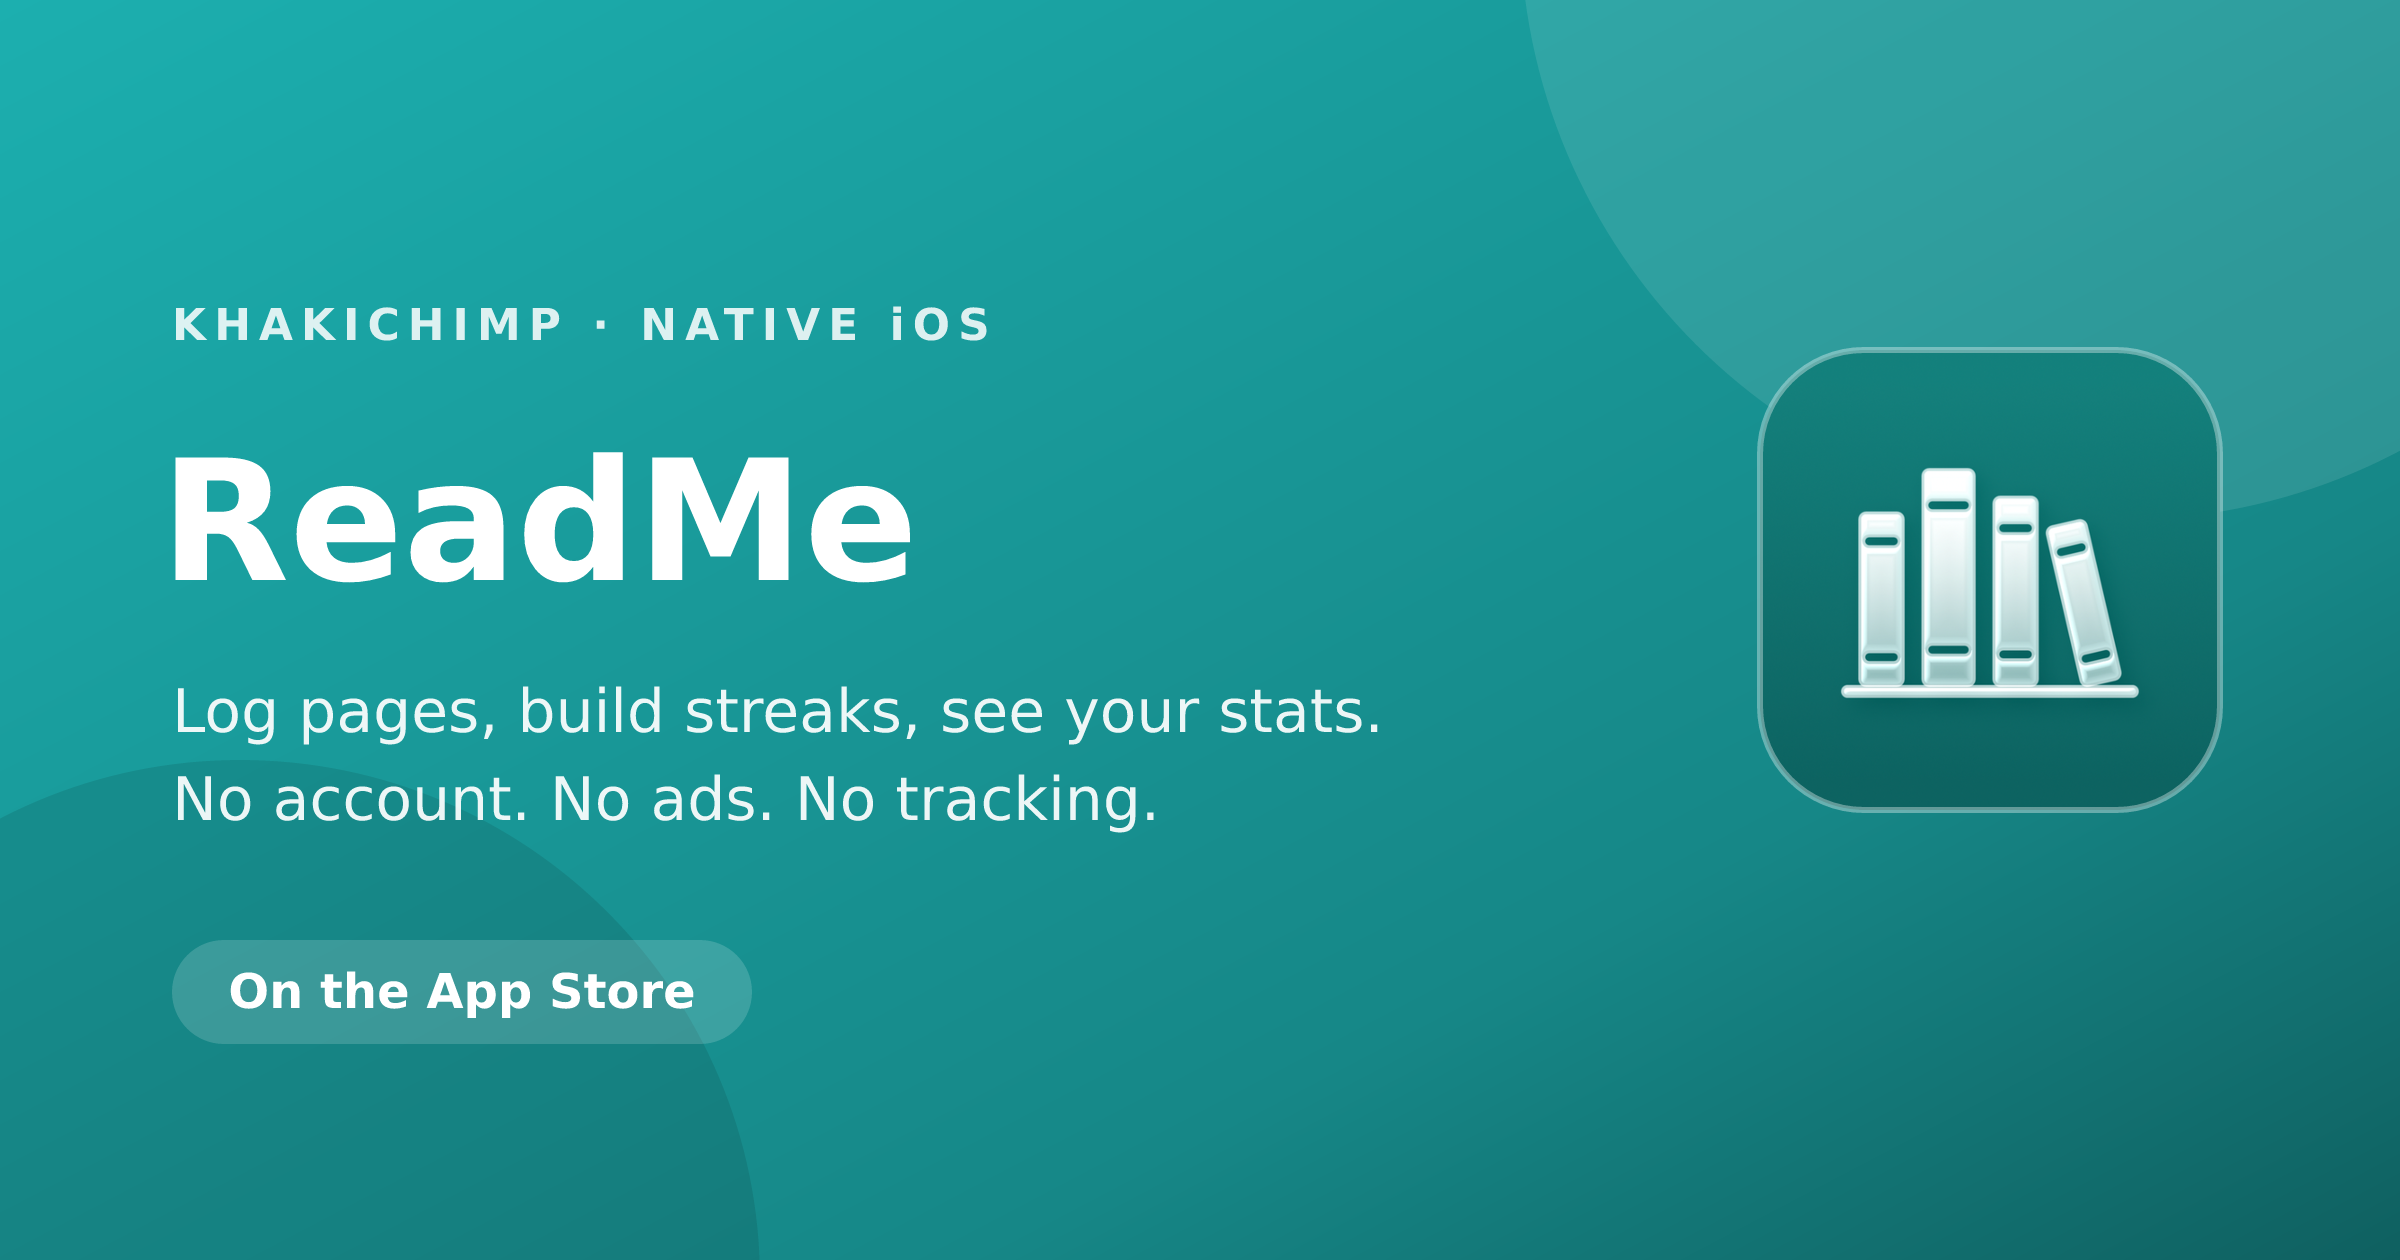 KHAKICHIMP · NATIVE iOS
ReadMe
Log pages, build streaks, see your stats.
No account. No ads. No tracking.
On the App Store